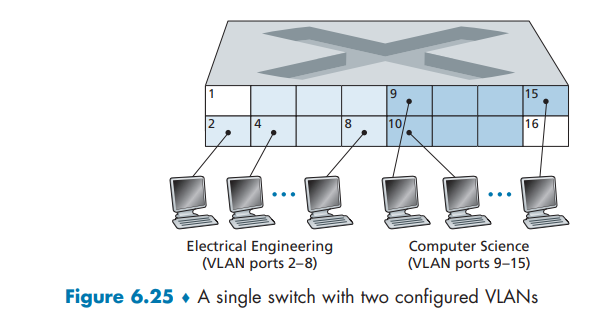 1 9 15
2 4 8 10 16
Electrical Engineering
(VLAN ports 2–8)
Computer Science
(VLAN ports 9–15)
Figure 6.25 ♦ A single switch with two configured VLANs